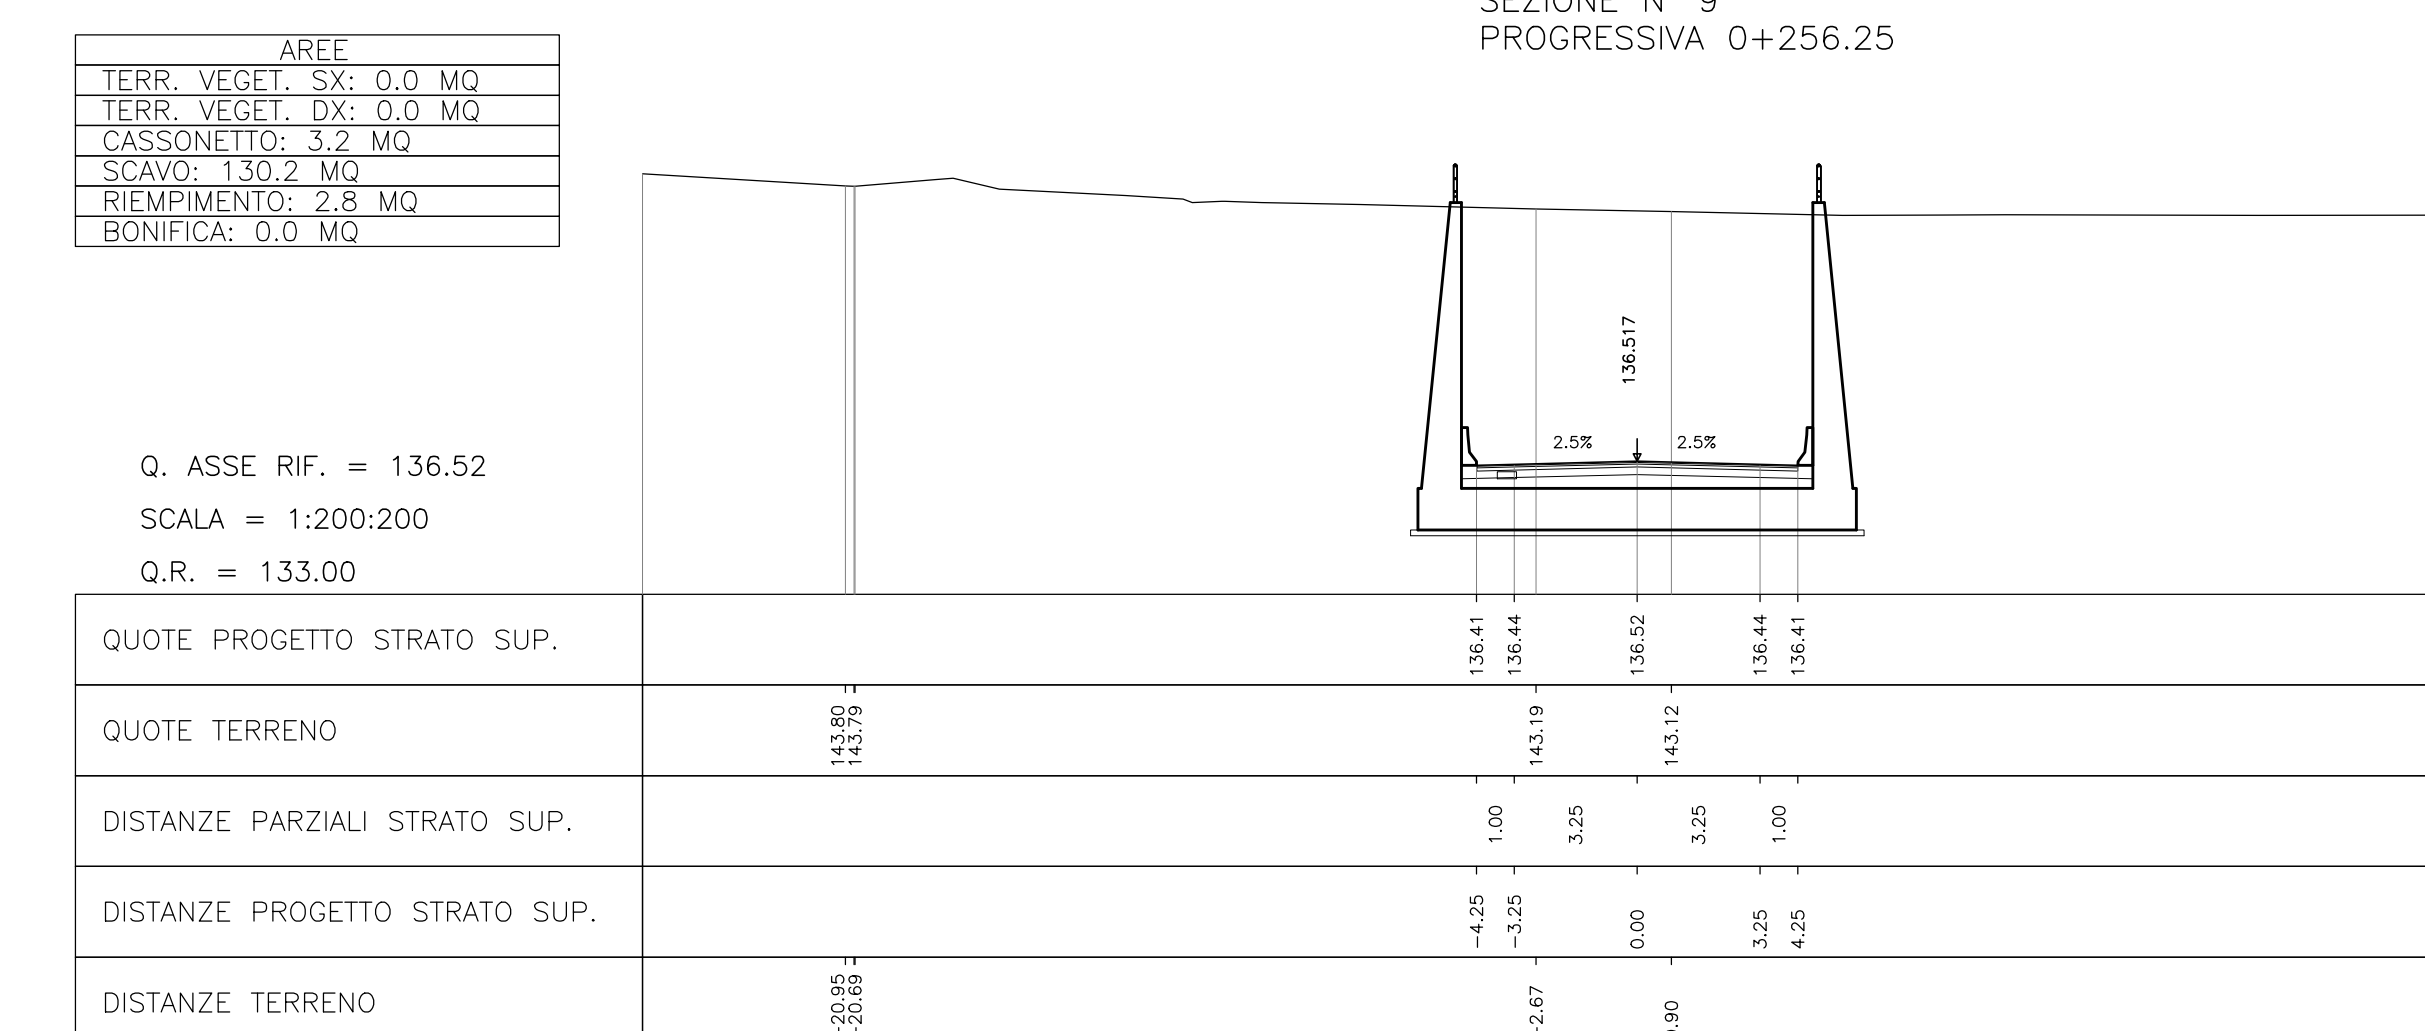 SEZIONE N° 9
PROGRESSIVA 0+256.25
AREE
TERR. VEGET. SX: 0.0 MQ
TERR. VEGET. DX: 0.0 MQ
CASSONETTO: 3.2 MQ
SCAVO: 130.2 MQ
RIEMPIMENTO: 2.8 MQ
BONIFICA: 0.0 MQ
136.517
2.5% 2.5%
Q. ASSE RIF. = 136.52
SCALA = 1:200:200
Q.R. = 133.00
QUOTE PROGETTO STRATO SUP. 136.41 136.44 136.52 136.44 136.41
QUOTE TERRENO 143.80 143.79 143.19 143.12
DISTANZE PARZIALI STRATO SUP. 1.00 3.25 3.25 1.00
DISTANZE PROGETTO STRATO SUP. -4.25 -3.25 0.00 3.25 4.25
DISTANZE TERRENO -20.95 -20.69 -2.67